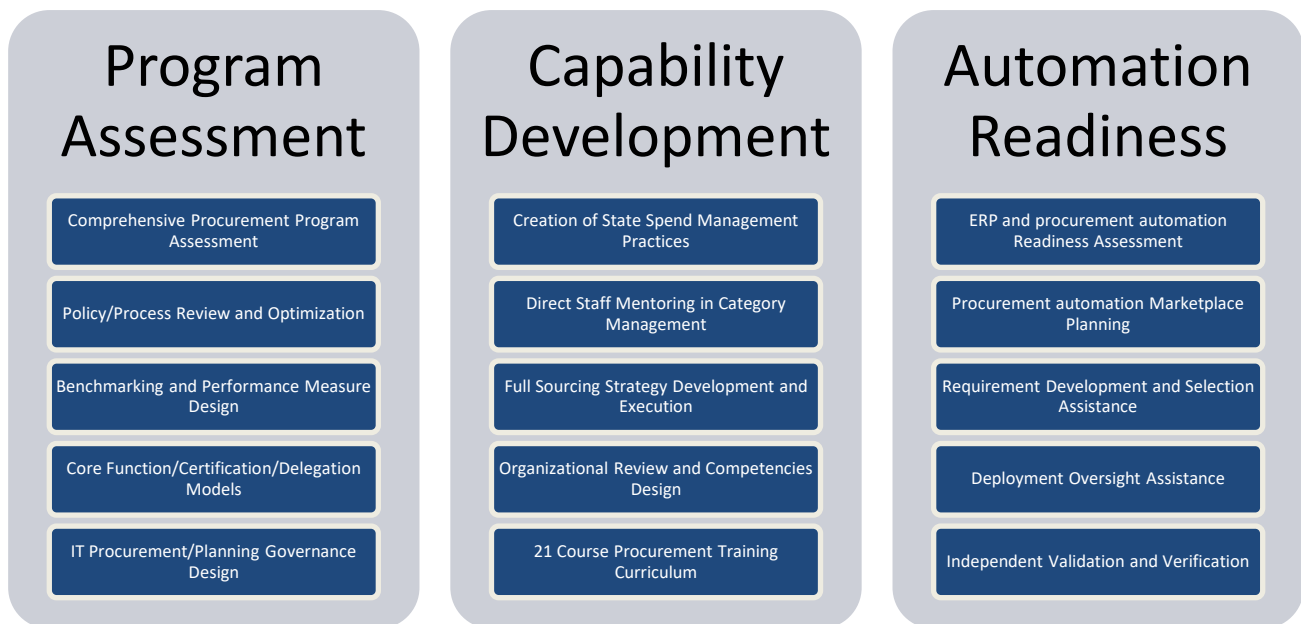 Program
Assessment
Comprehensive Procurement Program
Assessment
Policy/Process Review and Optimization
Benchmarking and Performance Measure
Design
Core Function/Certification/Delegation
Models
IT Procurement/Planning Governance
Design
Capability
Development
Creation of State Spend Management
Practices
Direct Staff Mentoring in Category
Management
Full Sourcing Strategy Development and
Execution
Organizational Review and Competencies
Design
21 Course Procurement Training
Curriculum
Automation
Readiness
ERP and procurement automation
Readiness Assessment
Procurement automation Marketplace
Planning
Requirement Development and Selection
Assistance
Deployment Oversight Assistance
Independent Validation and Verification